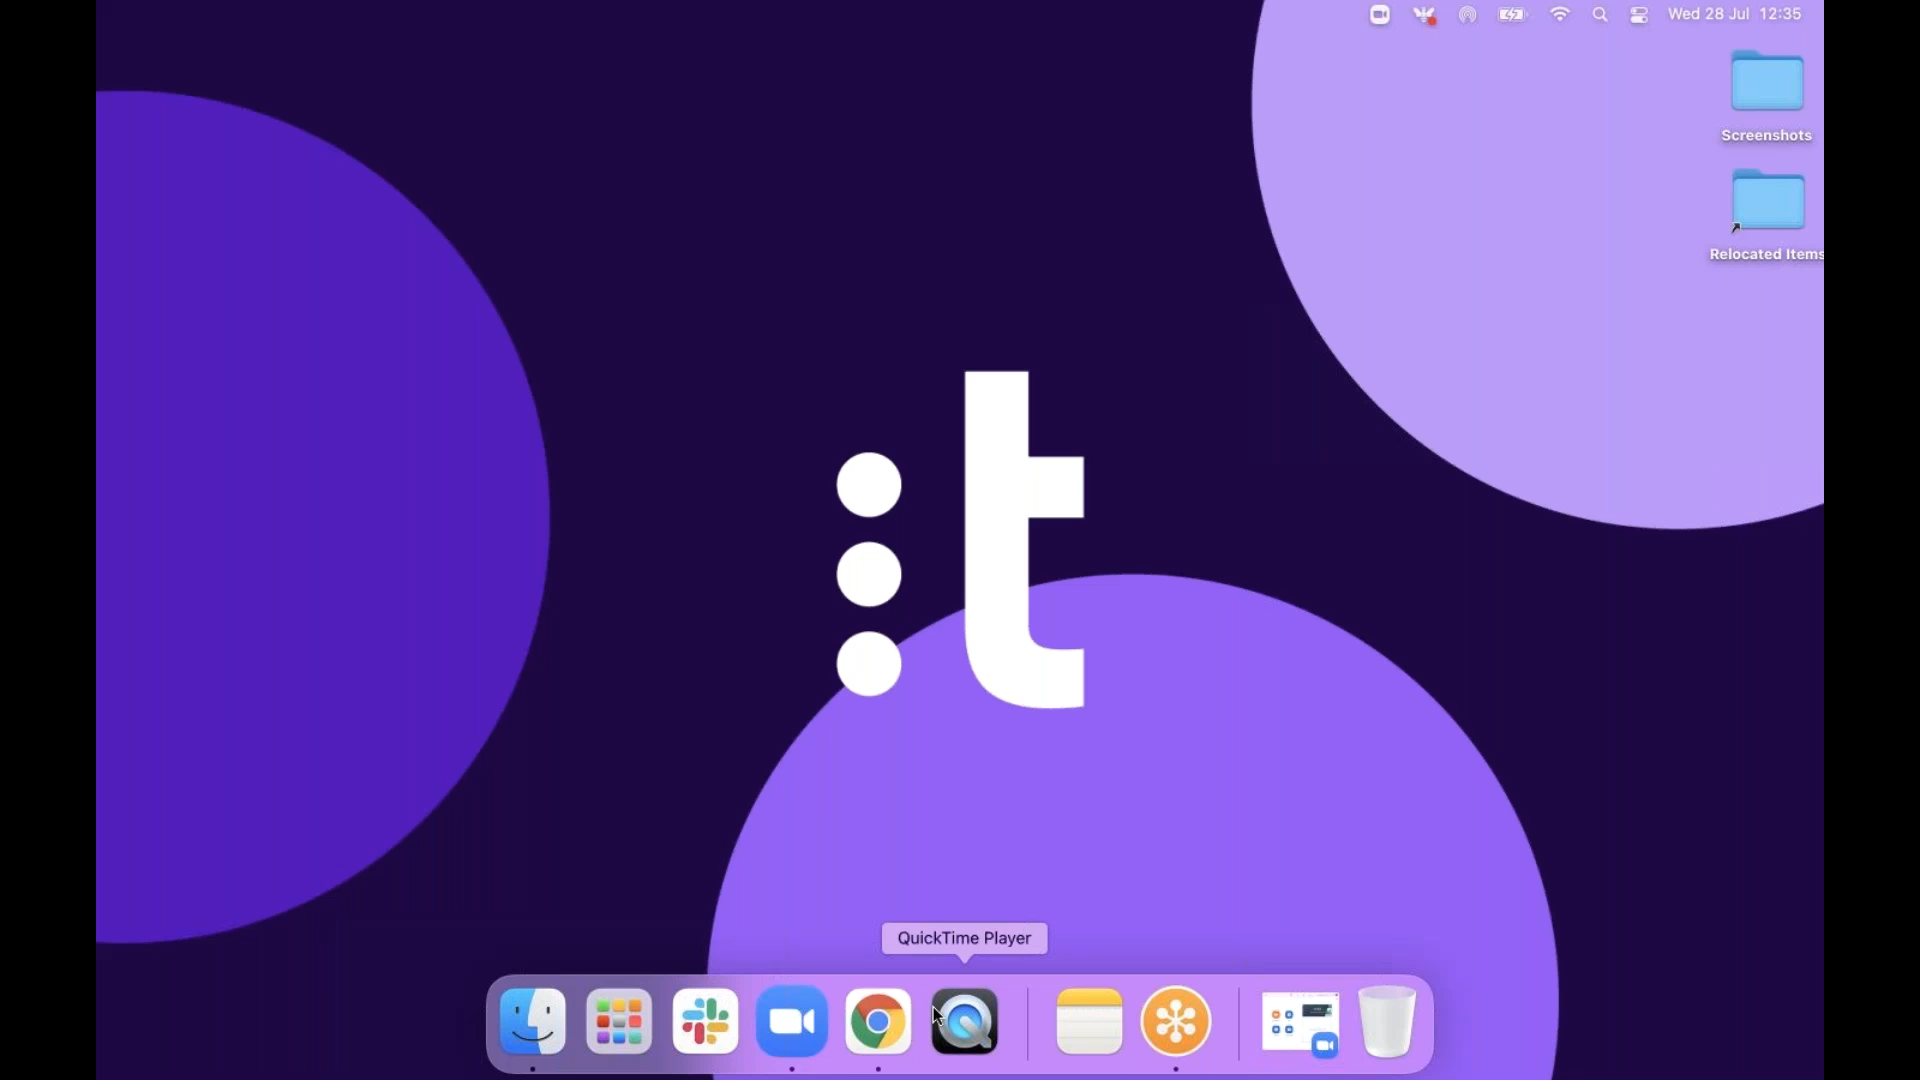 Wed 28 Jul 12:35
Screenshots
Relocated Items
:t
QuickTime Player